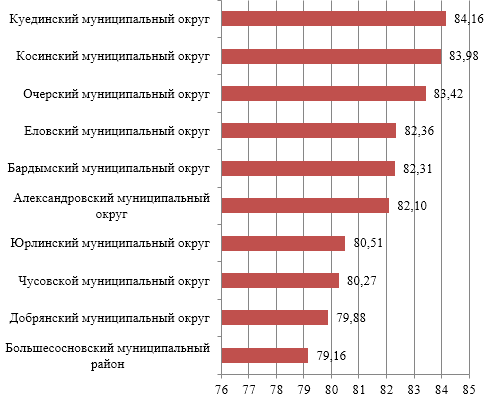 Куединский муниципальный округ 84,16
Косинский муниципальный округ 83,98
Очерский муниципальный округ 83,42
Еловский муниципальный округ 82,36
Бардымский муниципальный округ 82,31
Александровский муниципальный
округ 82,10
Юрлинский муниципальный округ 80,51
Чусовской муниципальный округ 80,27
Добрянский муниципальный округ 79,88
Большесосновский муниципальный
район 79,16
76 77 78 79 80 81 82 83 84 85